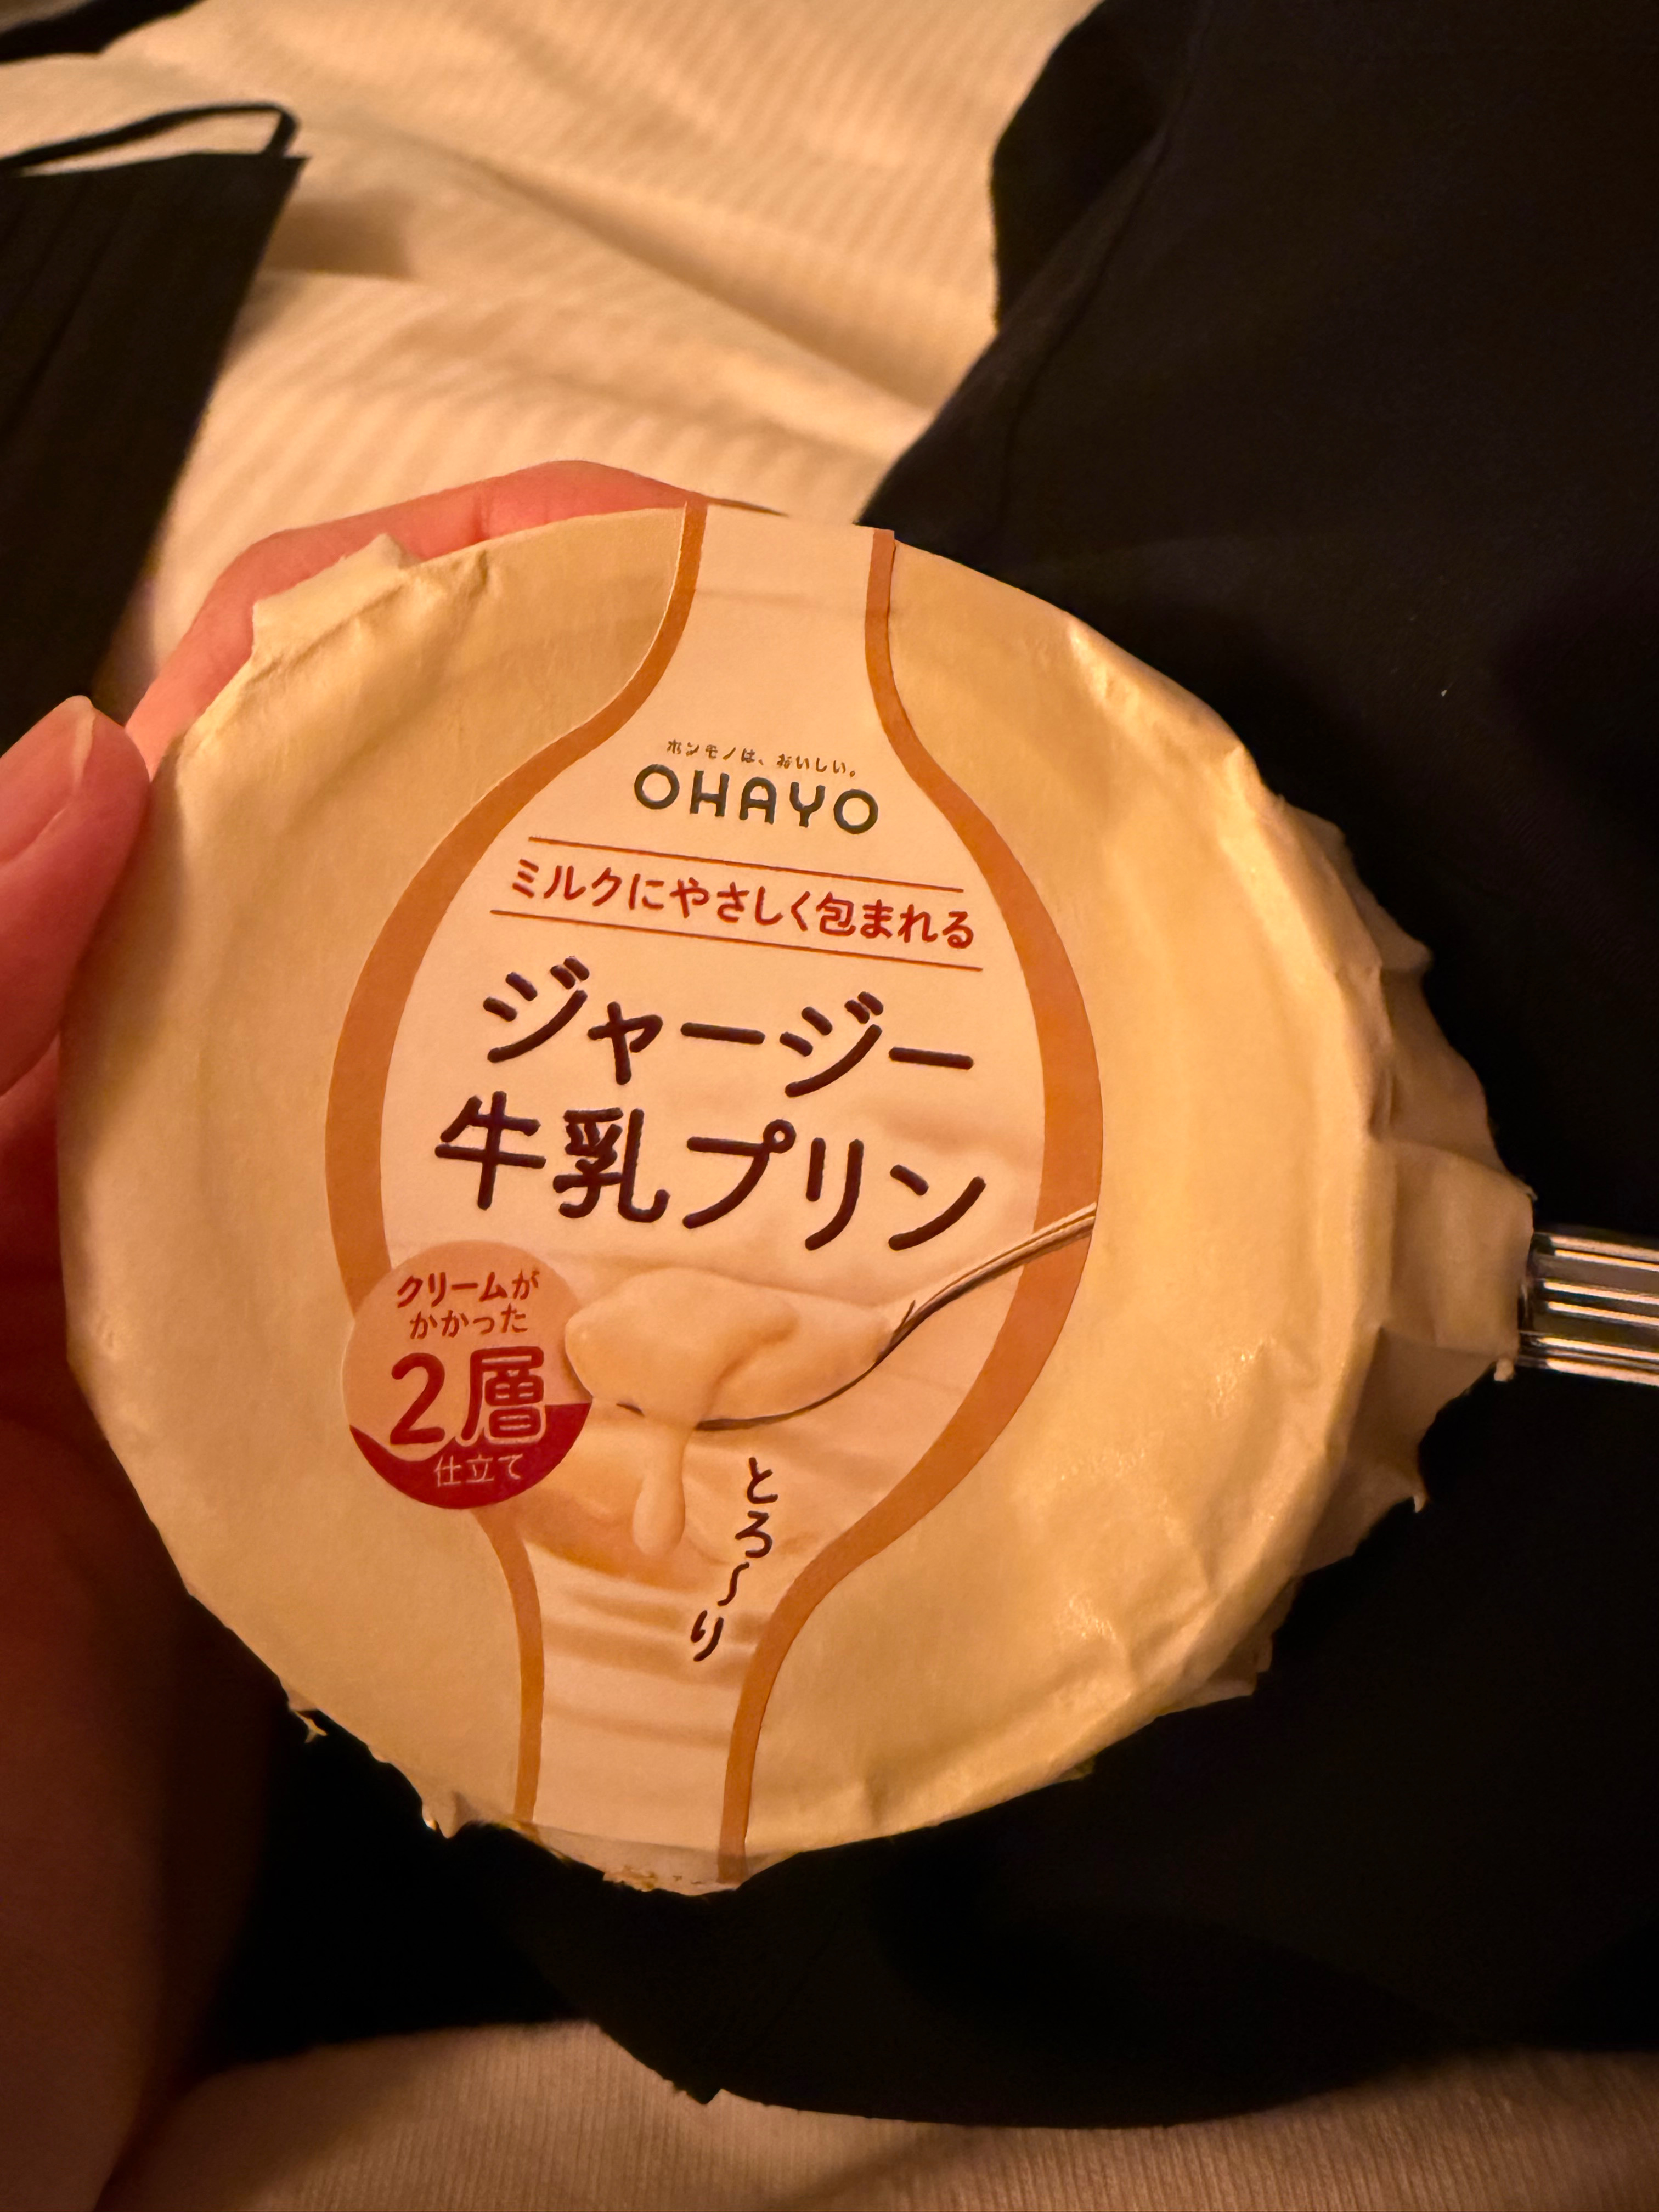 ホンモノは、おいしい。
OHAYO
ミルクにやさしく包まれる
ジャージー
牛乳プリン
クリームが
かかった
2層
仕立て
とろ〜り